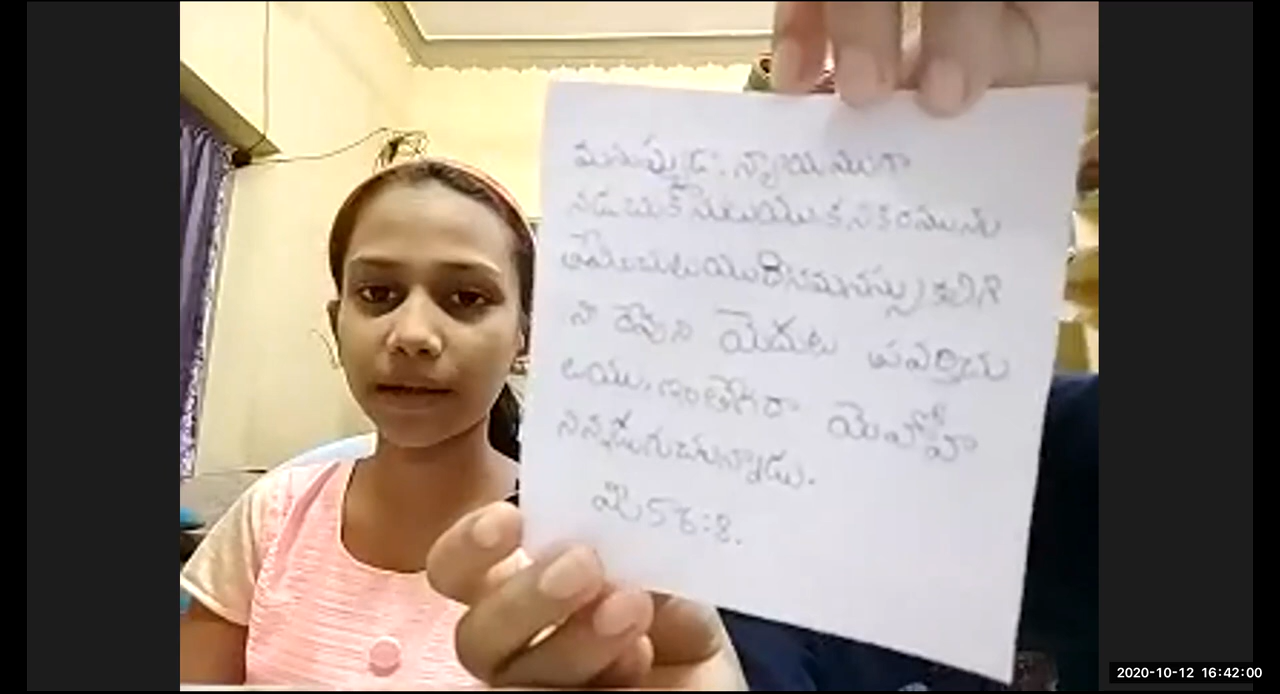 మనుష్యుడా, న్యాయముగా
నడుచుకొనుటయు కనికరమును
ప్రేమించుటయు దీనమనస్సు కలిగి
నా దేవుని యెదుట ప్రవర్తించు
టయు, ఇంతేగదా యెహోవా
నిన్నడుగుచున్నాడు.
మీకా 6:8.
2020-10-12 16:42:00